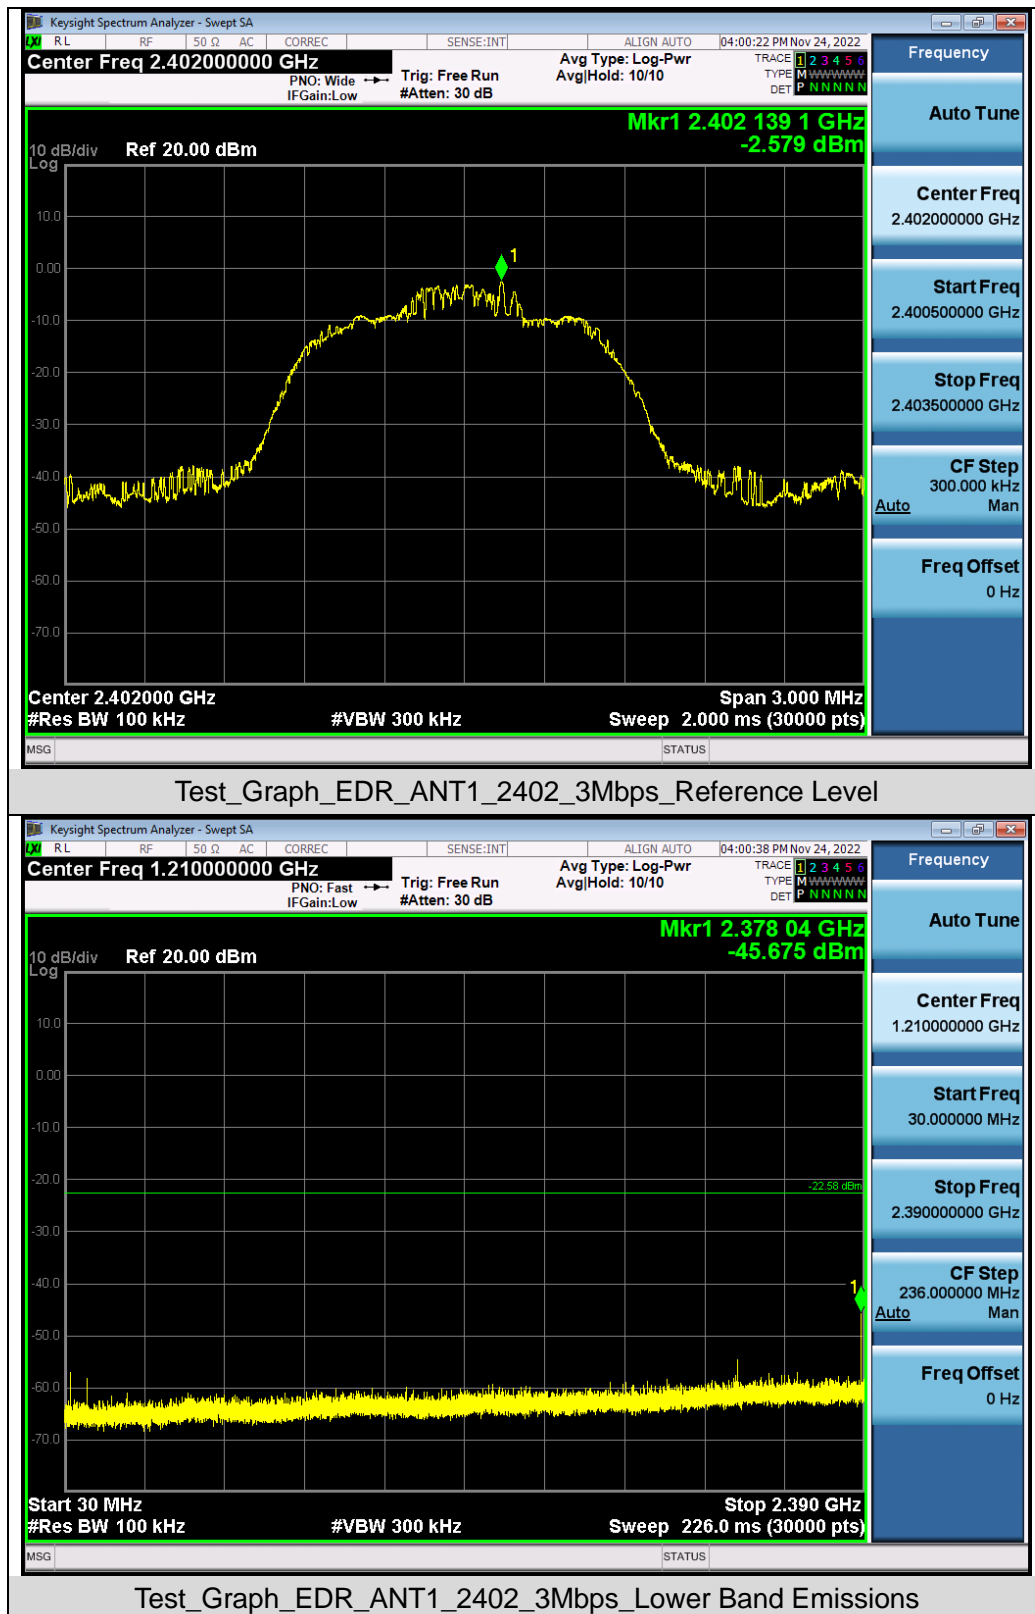 Keysight Spectrum Analyzer - Swept SA
LXI RL RF 50 Ω AC CORREC SENSE:INT ALIGN AUTO 04:00:22 PM Nov 24, 2022
Center Freq 2.402000000 GHz Avg Type: Log-Pwr TRACE 1 2 3 4 5 6
PNO: Wide Trig: Free Run Avg|Hold: 10/10 TYPE M WWWWW
IFGain:Low #Atten: 30 dB DET P N N N N N
Frequency
Auto Tune
Center Freq
2.402000000 GHz
Start Freq
2.400500000 GHz
Stop Freq
2.403500000 GHz
CF Step
300.000 kHz
Auto Man
Freq Offset
0 Hz
Mkr1 2.402 139 1 GHz
-2.579 dBm
10 dB/div Ref 20.00 dBm
Log
10.0
1
0.00
-10.0
-20.0
-30.0
-40.0
-50.0
-60.0
-70.0
Center 2.402000 GHz Span 3.000 MHz
#Res BW 100 kHz #VBW 300 kHz Sweep 2.000 ms (30000 pts)
MSG STATUS
Test_Graph_EDR_ANT1_2402_3Mbps_Reference Level
Keysight Spectrum Analyzer - Swept SA
LXI RL RF 50 Ω AC CORREC SENSE:INT ALIGN AUTO 04:00:38 PM Nov 24, 2022
Center Freq 1.210000000 GHz Avg Type: Log-Pwr TRACE 1 2 3 4 5 6
PNO: Fast Trig: Free Run Avg|Hold: 10/10 TYPE M WWWWW
IFGain:Low #Atten: 30 dB DET P N N N N N
Frequency
Auto Tune
Center Freq
1.210000000 GHz
Start Freq
30.000000 MHz
Stop Freq
2.390000000 GHz
CF Step
236.000000 MHz
Auto Man
Freq Offset
0 Hz
Mkr1 2.378 04 GHz
-45.675 dBm
10 dB/div Ref 20.00 dBm
Log
10.0
0.00
-10.0
-20.0
-22.58 dBm
-30.0
-40.0
1
-50.0
-60.0
-70.0
Start 30 MHz Stop 2.390 GHz
#Res BW 100 kHz #VBW 300 kHz Sweep 226.0 ms (30000 pts)
MSG STATUS
Test_Graph_EDR_ANT1_2402_3Mbps_Lower Band Emissions